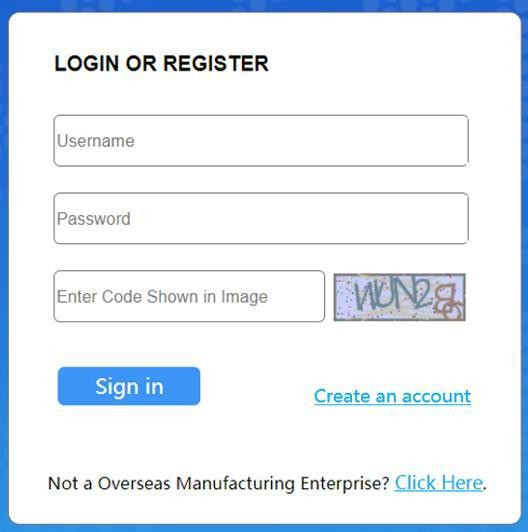 LOGIN OR REGISTER
Username
Password
Enter Code Shown in Image
Sign in
Create an account
Not a Overseas Manufacturing Enterprise? Click Here.